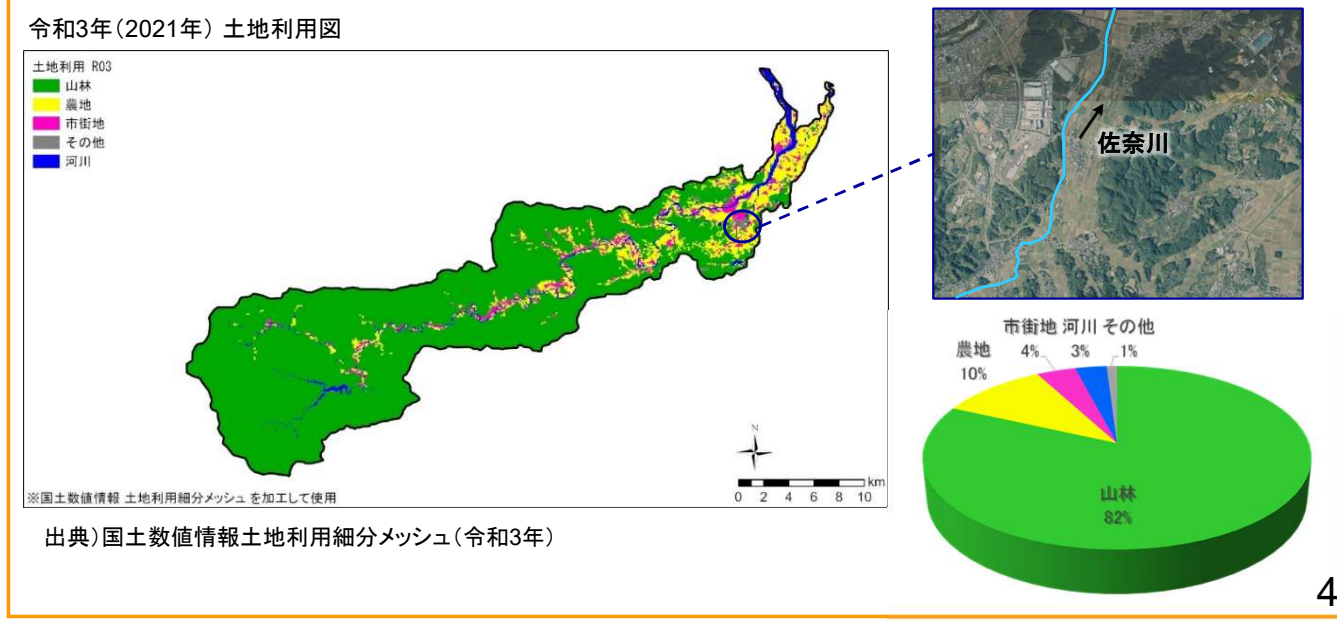 令和3年(2021年) 土地利用図
土地利用 R03
山林
農地
市街地
その他
河川
N
km
0 2 4 6 8 10
※国土数値情報 土地利用細分メッシュ を加工して使用
出典)国土数値情報土地利用細分メッシュ(令和3年)
佐奈川
市街地 河川 その他
4% 3% 1%
農地
10%
山林
82%
4